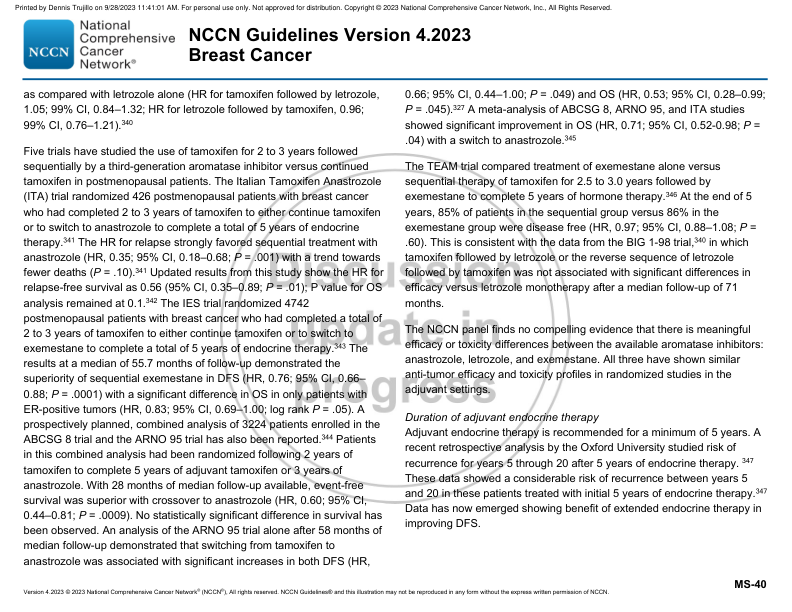 Printed by Dennis Trujillo on 9/28/2023 11:41:01 AM. For personal use only. Not approved for distribution. Copyright © 2023 National Comprehensive Cancer Network, Inc., All Rights Reserved.
NCCN
National
Comprehensive
Cancer
Network®
NCCN Guidelines Version 4.2023
Breast Cancer
as compared with letrozole alone (HR for tamoxifen followed by letrozole,
1.05; 99% CI, 0.84–1.32; HR for letrozole followed by tamoxifen, 0.96;
99% CI, 0.76–1.21).340
Five trials have studied the use of tamoxifen for 2 to 3 years followed
sequentially by a third-generation aromatase inhibitor versus continued
tamoxifen in postmenopausal patients. The Italian Tamoxifen Anastrozole
(ITA) trial randomized 426 postmenopausal patients with breast cancer
who had completed 2 to 3 years of tamoxifen to either continue tamoxifen
or to switch to anastrozole to complete a total of 5 years of endocrine
therapy.341 The HR for relapse strongly favored sequential treatment with
anastrozole (HR, 0.35; 95% CI, 0.18–0.68; P = .001) with a trend towards
fewer deaths (P = .10).341 Updated results from this study show the HR for
relapse-free survival as 0.56 (95% CI, 0.35–0.89; P = .01); P value for OS
analysis remained at 0.1.342 The IES trial randomized 4742
postmenopausal patients with breast cancer who had completed a total of
2 to 3 years of tamoxifen to either continue tamoxifen or to switch to
exemestane to complete a total of 5 years of endocrine therapy.343 The
results at a median of 55.7 months of follow-up demonstrated the
superiority of sequential exemestane in DFS (HR, 0.76; 95% CI, 0.66–
0.88; P = .0001) with a significant difference in OS in only patients with
ER-positive tumors (HR, 0.83; 95% CI, 0.69–1.00; log rank P = .05). A
prospectively planned, combined analysis of 3224 patients enrolled in the
ABCSG 8 trial and the ARNO 95 trial has also been reported.344 Patients
in this combined analysis had been randomized following 2 years of
tamoxifen to complete 5 years of adjuvant tamoxifen or 3 years of
anastrozole. With 28 months of median follow-up available, event-free
survival was superior with crossover to anastrozole (HR, 0.60; 95% CI,
0.44–0.81; P = .0009). No statistically significant difference in survival has
been observed. An analysis of the ARNO 95 trial alone after 58 months of
median follow-up demonstrated that switching from tamoxifen to
anastrozole was associated with significant increases in both DFS (HR,
0.66; 95% CI, 0.44–1.00; P = .049) and OS (HR, 0.53; 95% CI, 0.28–0.99;
P = .045).327 A meta-analysis of ABCSG 8, ARNO 95, and ITA studies
showed significant improvement in OS (HR, 0.71; 95% CI, 0.52-0.98; P =
.04) with a switch to anastrozole.345
The TEAM trial compared treatment of exemestane alone versus
sequential therapy of tamoxifen for 2.5 to 3.0 years followed by
exemestane to complete 5 years of hormone therapy.346 At the end of 5
years, 85% of patients in the sequential group versus 86% in the
exemestane group were disease free (HR, 0.97; 95% CI, 0.88–1.08; P =
.60). This is consistent with the data from the BIG 1-98 trial,340 in which
tamoxifen followed by letrozole or the reverse sequence of letrozole
followed by tamoxifen was not associated with significant differences in
efficacy versus letrozole monotherapy after a median follow-up of 71
months.
The NCCN panel finds no compelling evidence that there is meaningful
efficacy or toxicity differences between the available aromatase inhibitors:
anastrozole, letrozole, and exemestane. All three have shown similar
anti-tumor efficacy and toxicity profiles in randomized studies in the
adjuvant settings.
Duration of adjuvant endocrine therapy
Adjuvant endocrine therapy is recommended for a minimum of 5 years. A
recent retrospective analysis by the Oxford University studied risk of
recurrence for years 5 through 20 after 5 years of endocrine therapy. 347
These data showed a considerable risk of recurrence between years 5
and 20 in these patients treated with initial 5 years of endocrine therapy.347
Data has now emerged showing benefit of extended endocrine therapy in
improving DFS.
Discussion
update in
progress
MS-40
Version 4.2023 © 2023 National Comprehensive Cancer Network® (NCCN®), All rights reserved. NCCN Guidelines® and this illustration may not be reproduced in any form without the express written permission of NCCN.